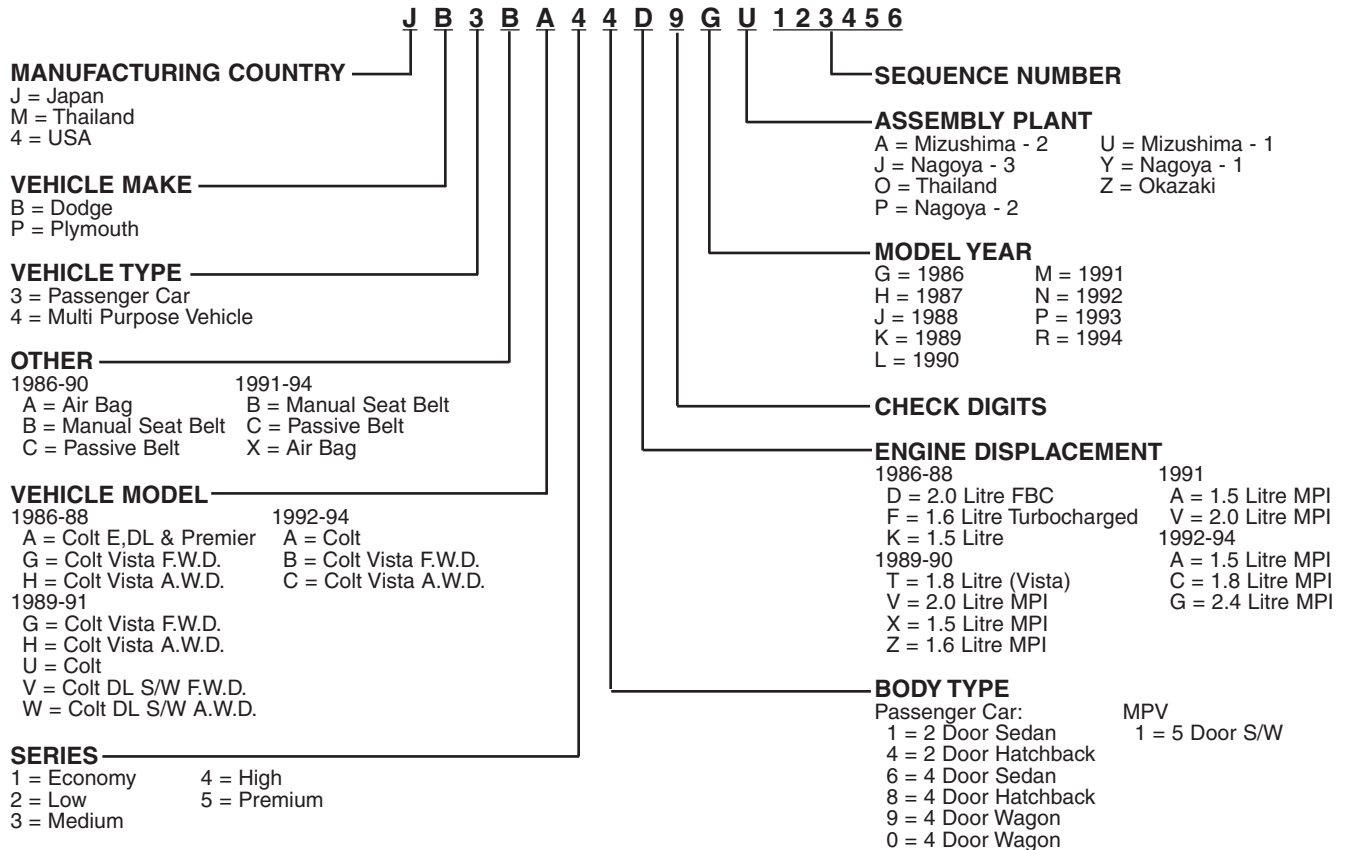 J B 3 B A 4 4 D 9 G U 1 2 3 4 5 6
MANUFACTURING COUNTRY
J = Japan
M = Thailand
4 = USA
VEHICLE MAKE
B = Dodge
P = Plymouth
VEHICLE TYPE
3 = Passenger Car
4 = Multi Purpose Vehicle
OTHER
1986-90 1991-94
A = Air Bag B = Manual Seat Belt
B = Manual Seat Belt C = Passive Belt
C = Passive Belt X = Air Bag
VEHICLE MODEL
1986-88 1992-94
A = Colt E,DL & Premier A = Colt
G = Colt Vista F.W.D. B = Colt Vista F.W.D.
H = Colt Vista A.W.D. C = Colt Vista A.W.D.
1989-91
G = Colt Vista F.W.D.
H = Colt Vista A.W.D.
U = Colt
V = Colt DL S/W F.W.D.
W = Colt DL S/W A.W.D.
SERIES
1 = Economy 4 = High
2 = Low 5 = Premium
3 = Medium
SEQUENCE NUMBER
ASSEMBLY PLANT
A = Mizushima - 2 U = Mizushima - 1
J = Nagoya - 3 Y = Nagoya - 1
O = Thailand Z = Okazaki
P = Nagoya - 2
MODEL YEAR
G = 1986 M = 1991
H = 1987 N = 1992
J = 1988 P = 1993
K = 1989 R = 1994
L = 1990
CHECK DIGITS
ENGINE DISPLACEMENT
1986-88 1991
D = 2.0 Litre FBC A = 1.5 Litre MPI
F = 1.6 Litre Turbocharged V = 2.0 Litre MPI
K = 1.5 Litre 1992-94
1989-90 A = 1.5 Litre MPI
T = 1.8 Litre (Vista) C = 1.8 Litre MPI
V = 2.0 Litre MPI G = 2.4 Litre MPI
X = 1.5 Litre MPI
Z = 1.6 Litre MPI
BODY TYPE
Passenger Car: MPV
1 = 2 Door Sedan 1 = 5 Door S/W
4 = 2 Door Hatchback
6 = 4 Door Sedan
8 = 4 Door Hatchback
9 = 4 Door Wagon
0 = 4 Door Wagon